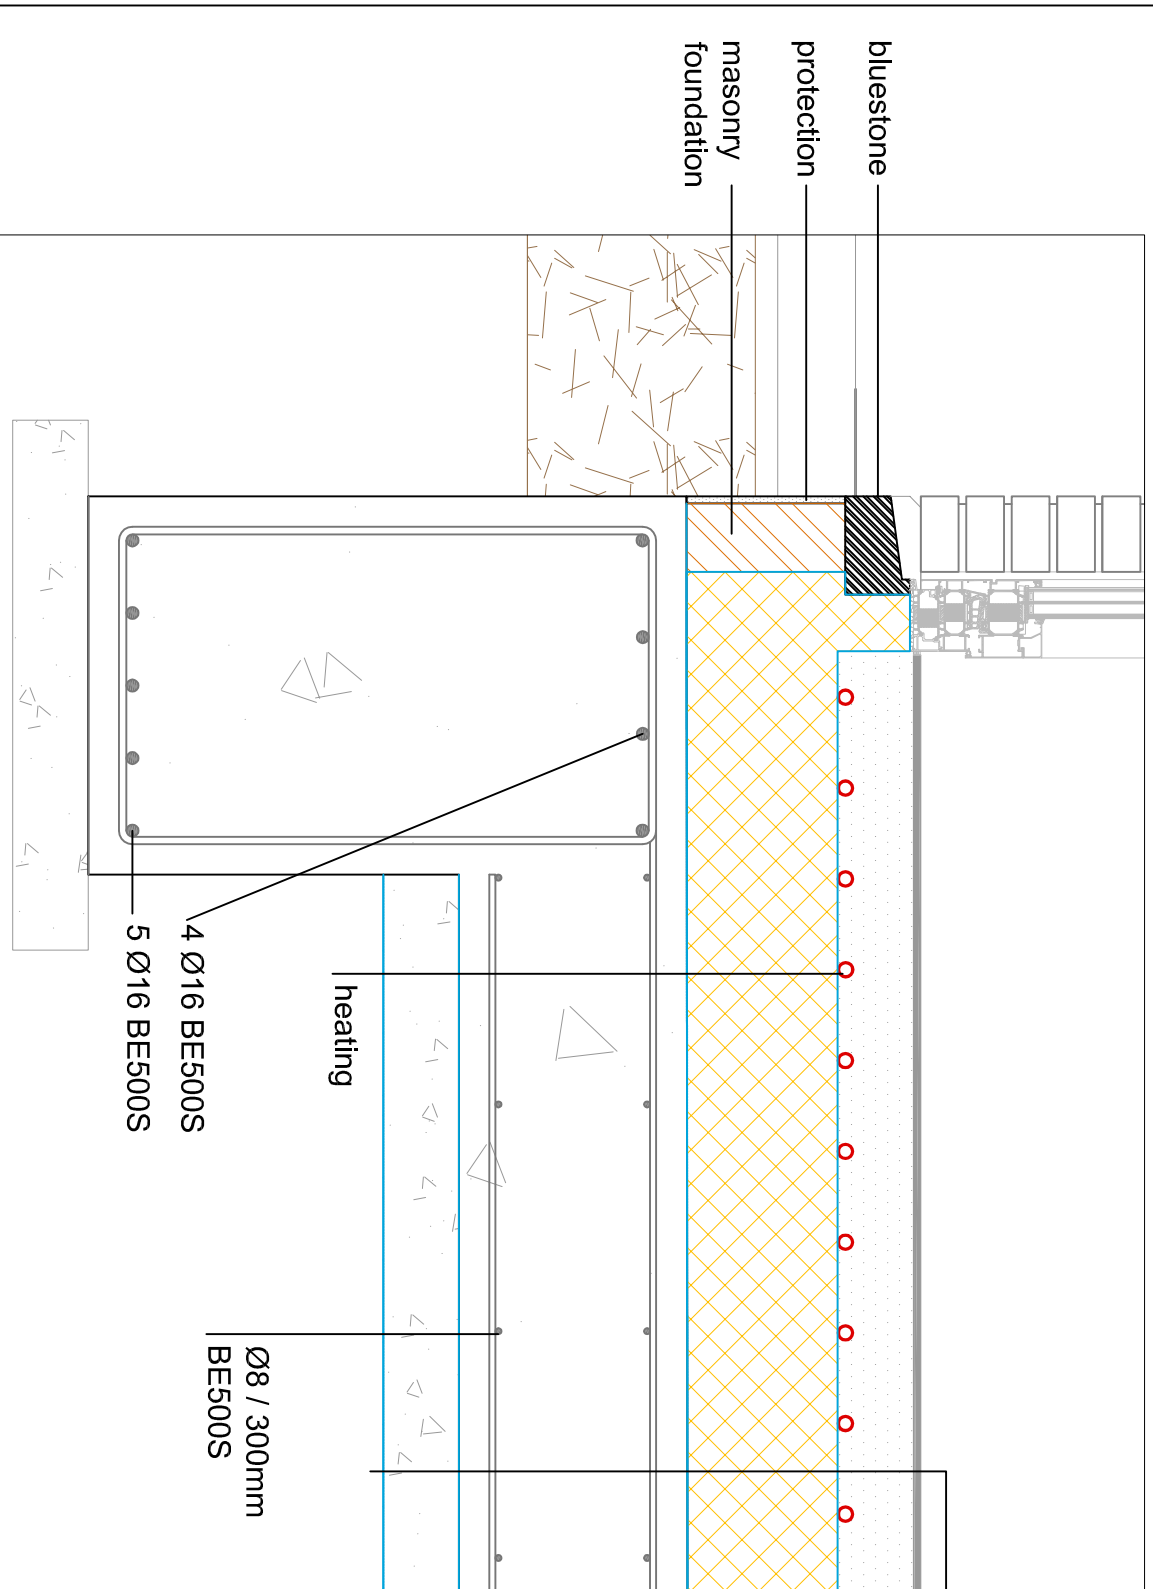 bluestone
protection
masonry
foundation
heating
4 Ø16 BE500S
5 Ø16 BE500S
Ø8 / 300mm
BE500S